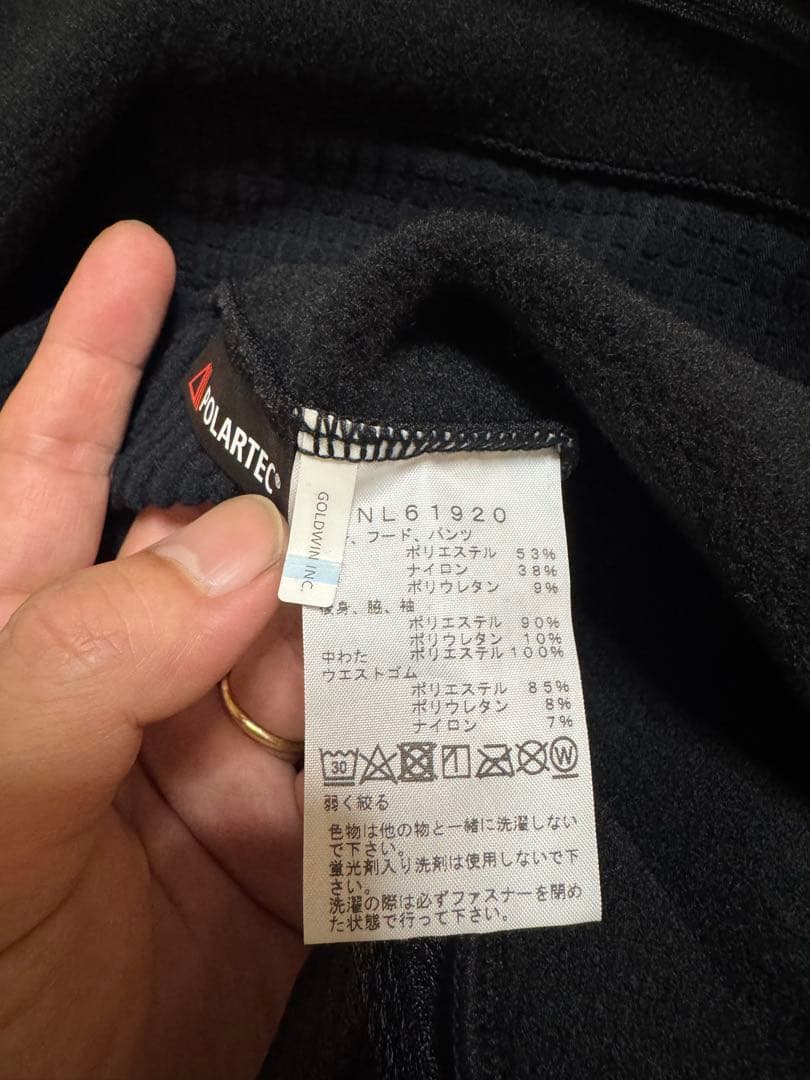 POLARTEC®
GOLDWIN INC.
NL61920
、フード、パンツ
ポリエステル 53%
ナイロン 38%
ポリウレタン 9%
身、脇、袖
ポリエステル 90%
ポリウレタン 10%
中わた ポリエステル100%
ウエストゴム
ポリエステル 85%
ポリウレタン 8%
ナイロン 7%
30 W
弱く絞る
色物は他の物と一緒に洗濯しない
で下さい。
蛍光剤入り洗剤は使用しないで下
さい。
洗濯の際は必ずファスナーを閉め
た状態で行って下さい。